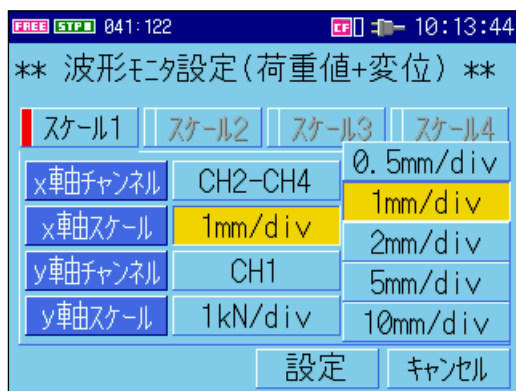 FREE STPB 041:122 CF 10:13:44
** 波形ﾓﾆﾀ設定(荷重値+変位) **
ｽｹｰﾙ1 ｽｹｰﾙ2 ｽｹｰﾙ3 ｽｹｰﾙ4
x軸ﾁｬﾝﾈﾙ CH2-CH4
x軸ｽｹｰﾙ 1mm/div
y軸ﾁｬﾝﾈﾙ CH1
y軸ｽｹｰﾙ 1kN/div
0.5mm/div
1mm/div
2mm/div
5mm/div
10mm/div
設定 ｷｬﾝｾﾙ